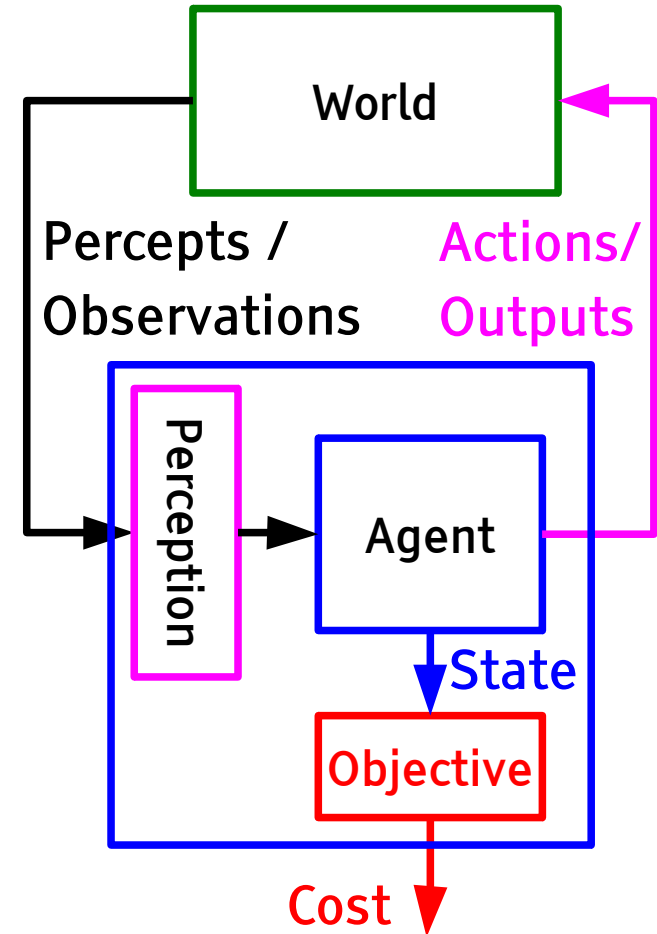 World
Percepts /
Observations
Actions/
Outputs
Perception
Agent
State
Objective
Cost